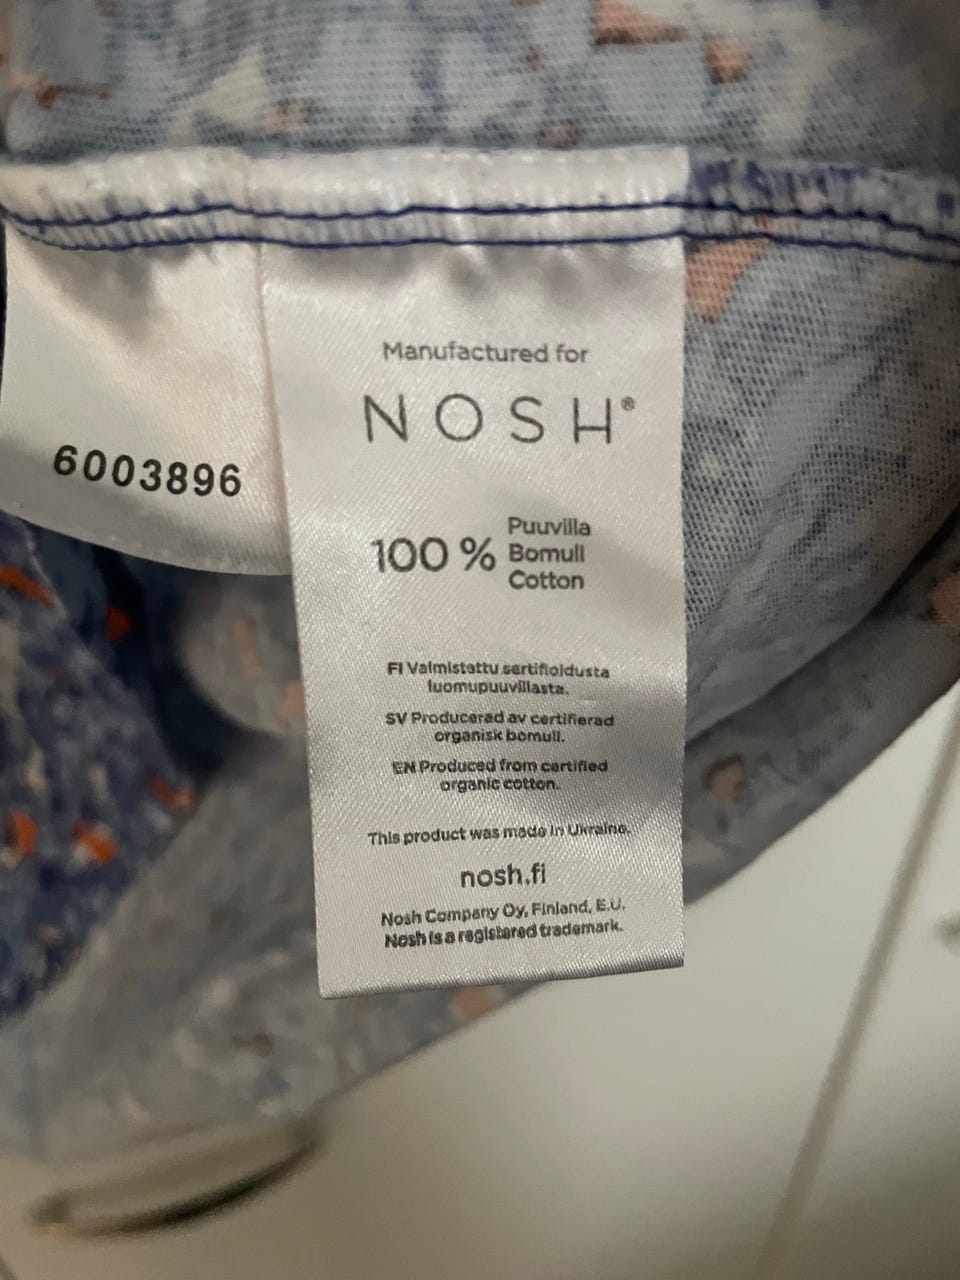 Manufactured for
NOSH®
6003896
100 % Puuvilla
Bomull
Cotton
FI Valmistettu sertifioidusta
luomupuuvillasta.
SV Producerad av certifierad
organisk bomull.
EN Produced from certified
organic cotton.
This product was made in Ukraine.
nosh.fi
Nosh Company Oy, Finland, E.U.
Nosh is a registered trademark.